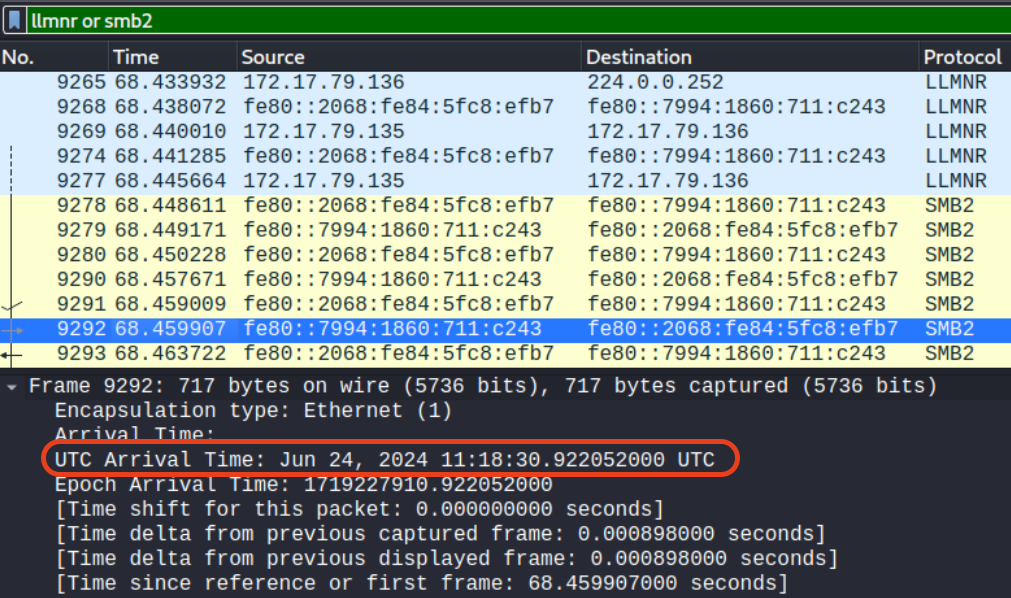 llmnr or smb2
No. Time Source Destination Protocol
9265 68.433932 172.17.79.136 224.0.0.252 LLMNR
9268 68.438072 fe80::2068:fe84:5fc8:efb7 fe80::7994:1860:711:c243 LLMNR
9269 68.440010 172.17.79.135 172.17.79.136 LLMNR
9274 68.441285 fe80::2068:fe84:5fc8:efb7 fe80::7994:1860:711:c243 LLMNR
9277 68.445664 172.17.79.135 172.17.79.136 LLMNR
9278 68.448611 fe80::2068:fe84:5fc8:efb7 fe80::7994:1860:711:c243 SMB2
9279 68.449171 fe80::7994:1860:711:c243 fe80::2068:fe84:5fc8:efb7 SMB2
9280 68.450228 fe80::2068:fe84:5fc8:efb7 fe80::7994:1860:711:c243 SMB2
9290 68.457671 fe80::7994:1860:711:c243 fe80::2068:fe84:5fc8:efb7 SMB2
9291 68.459009 fe80::2068:fe84:5fc8:efb7 fe80::7994:1860:711:c243 SMB2
9292 68.459907 fe80::7994:1860:711:c243 fe80::2068:fe84:5fc8:efb7 SMB2
9293 68.463722 fe80::2068:fe84:5fc8:efb7 fe80::7994:1860:711:c243 SMB2
Frame 9292: 717 bytes on wire (5736 bits), 717 bytes captured (5736 bits)
Encapsulation type: Ethernet (1)
Arrival Time:
UTC Arrival Time: Jun 24, 2024 11:18:30.922052000 UTC
Epoch Arrival Time: 1719227910.922052000
[Time shift for this packet: 0.000000000 seconds]
[Time delta from previous captured frame: 0.000898000 seconds]
[Time delta from previous displayed frame: 0.000898000 seconds]
[Time since reference or first frame: 68.459907000 seconds]